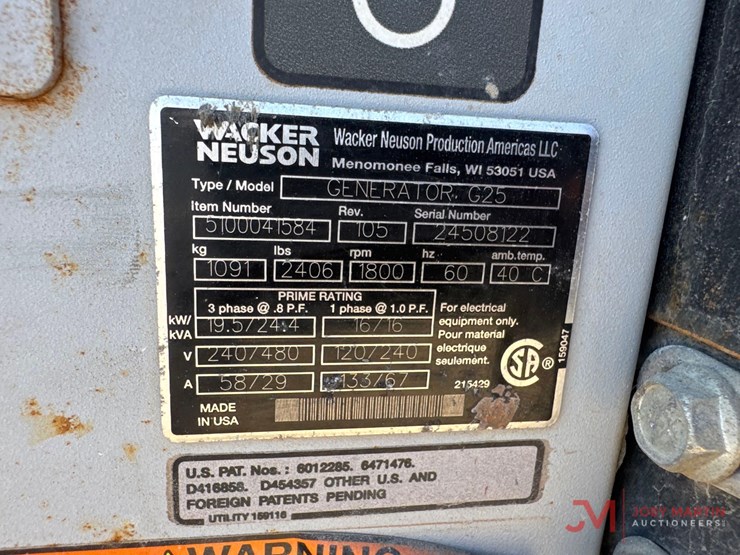 WACKER NEUSON
Wacker Neuson Production Americas LLC
Menomonee Falls, WI 53051 USA
Type / Model GENERATOR G25
Item Number Rev. Serial Number
5100041584 105 24508122
kg lbs rpm hz amb.temp.
1091 2406 1800 60 40 C
PRIME RATING
3 phase @ .8 P.F. 1 phase @ 1.0 P.F.
kW/ kVA 19.5/24.4 16/16
V 240/480 120/240
A 58/29 133/67
For electrical
equipment only.
Pour material
electrique
seulement.
215429
SA ®
159047
MADE
IN USA
U.S. PAT. Nos. : 6012285. 6471476.
D416858. D454357 OTHER U.S. AND
FOREIGN PATENTS PENDING
UTILITY 159116
WARNING
JM JOEY MARTIN
AUCTIONEERS